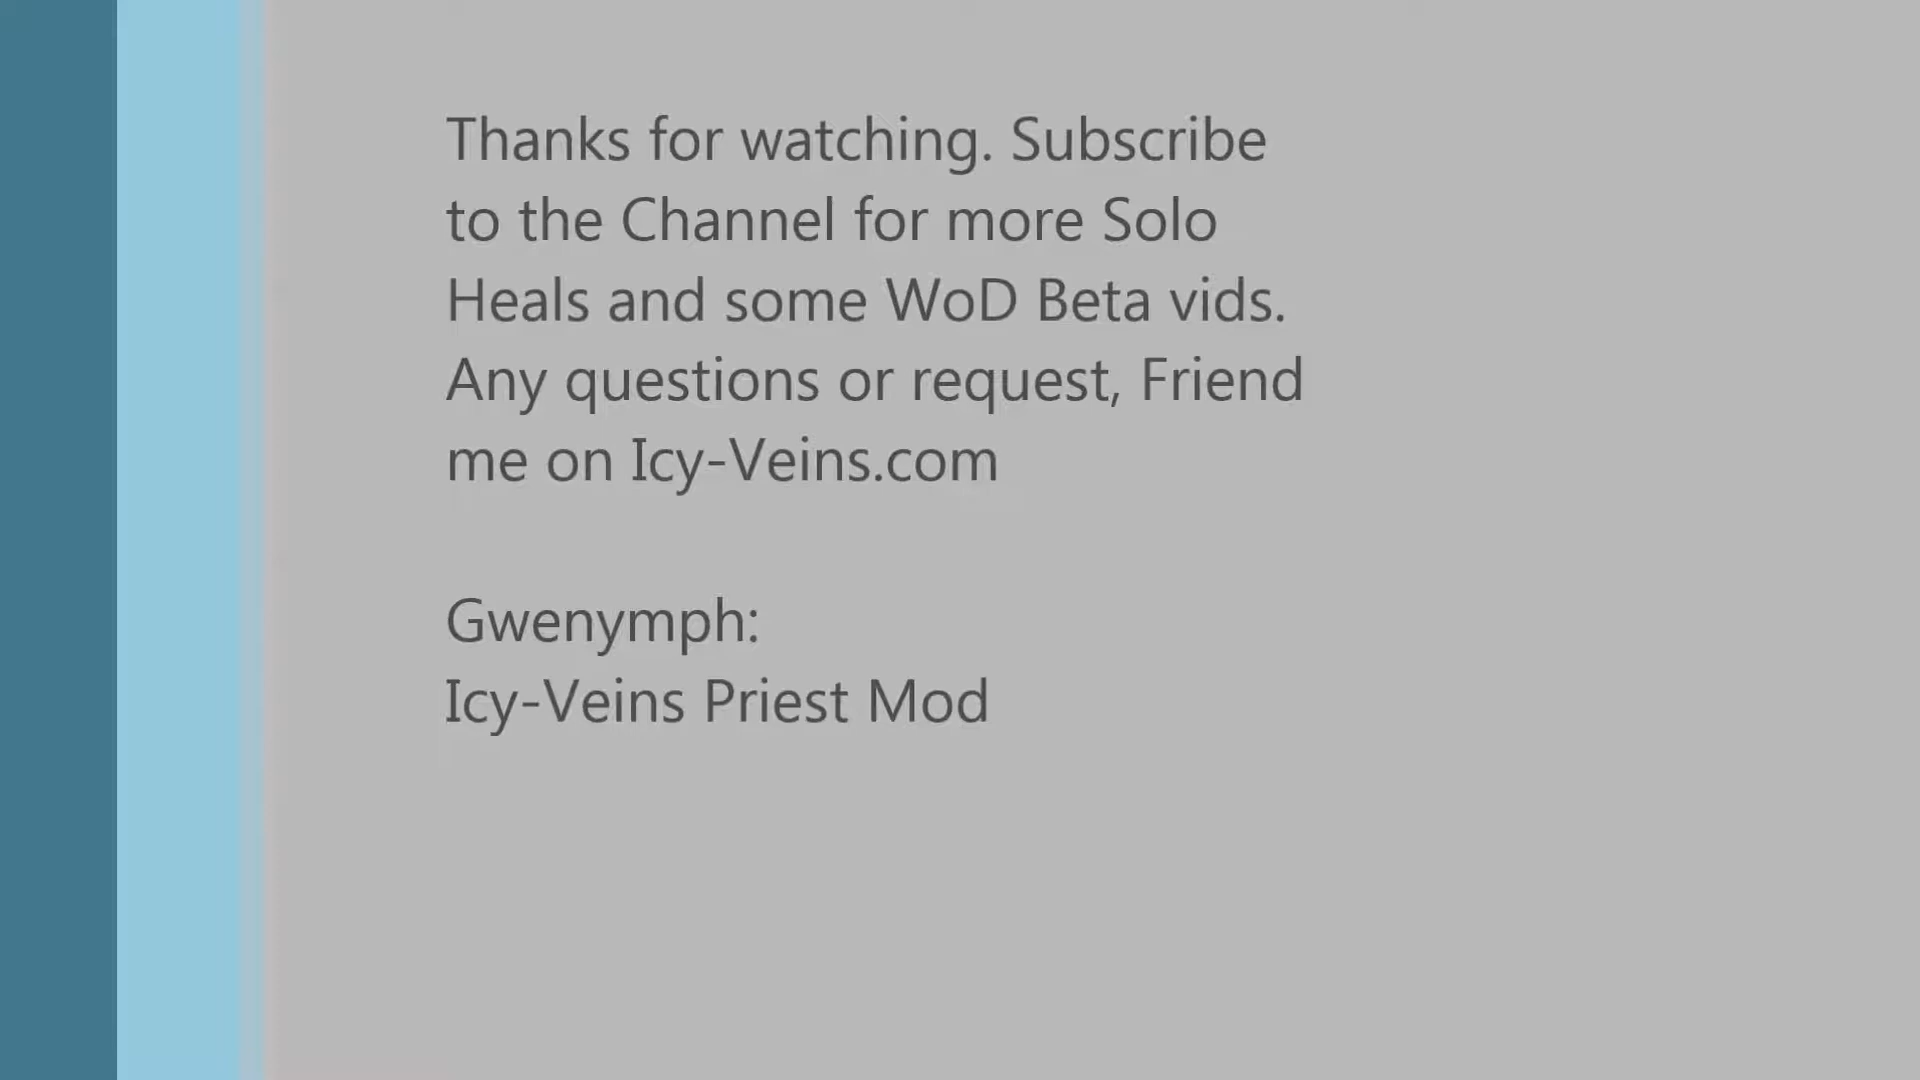 Thanks for watching. Subscribe
to the Channel for more Solo
Heals and some WoD Beta vids.
Any questions or request, Friend
me on Icy-Veins.com
Gwenymph:
Icy-Veins Priest Mod